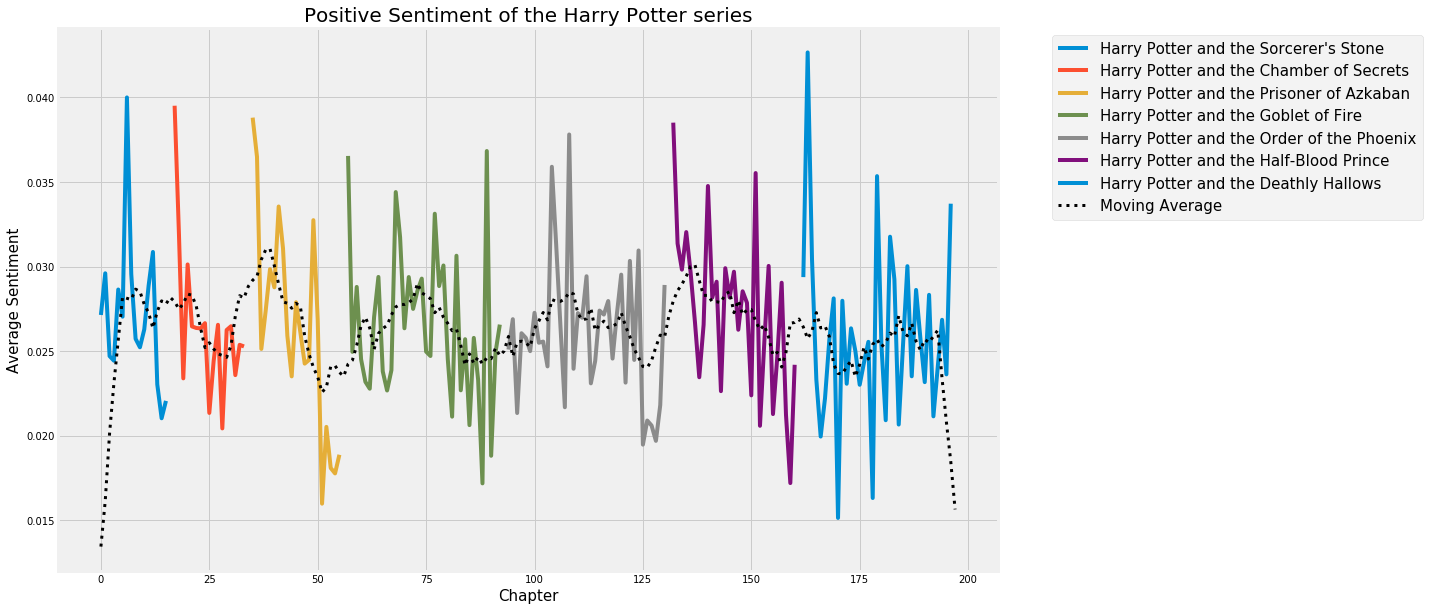 Positive Sentiment of the Harry Potter series
Average Sentiment
0.040
0.035
0.030
0.025
0.020
0.015
0
25
50
75
100
125
150
175
200
Chapter
Harry Potter and the Sorcerer's Stone
Harry Potter and the Chamber of Secrets
Harry Potter and the Prisoner of Azkaban
Harry Potter and the Goblet of Fire
Harry Potter and the Order of the Phoenix
Harry Potter and the Half-Blood Prince
Harry Potter and the Deathly Hallows
Moving Average